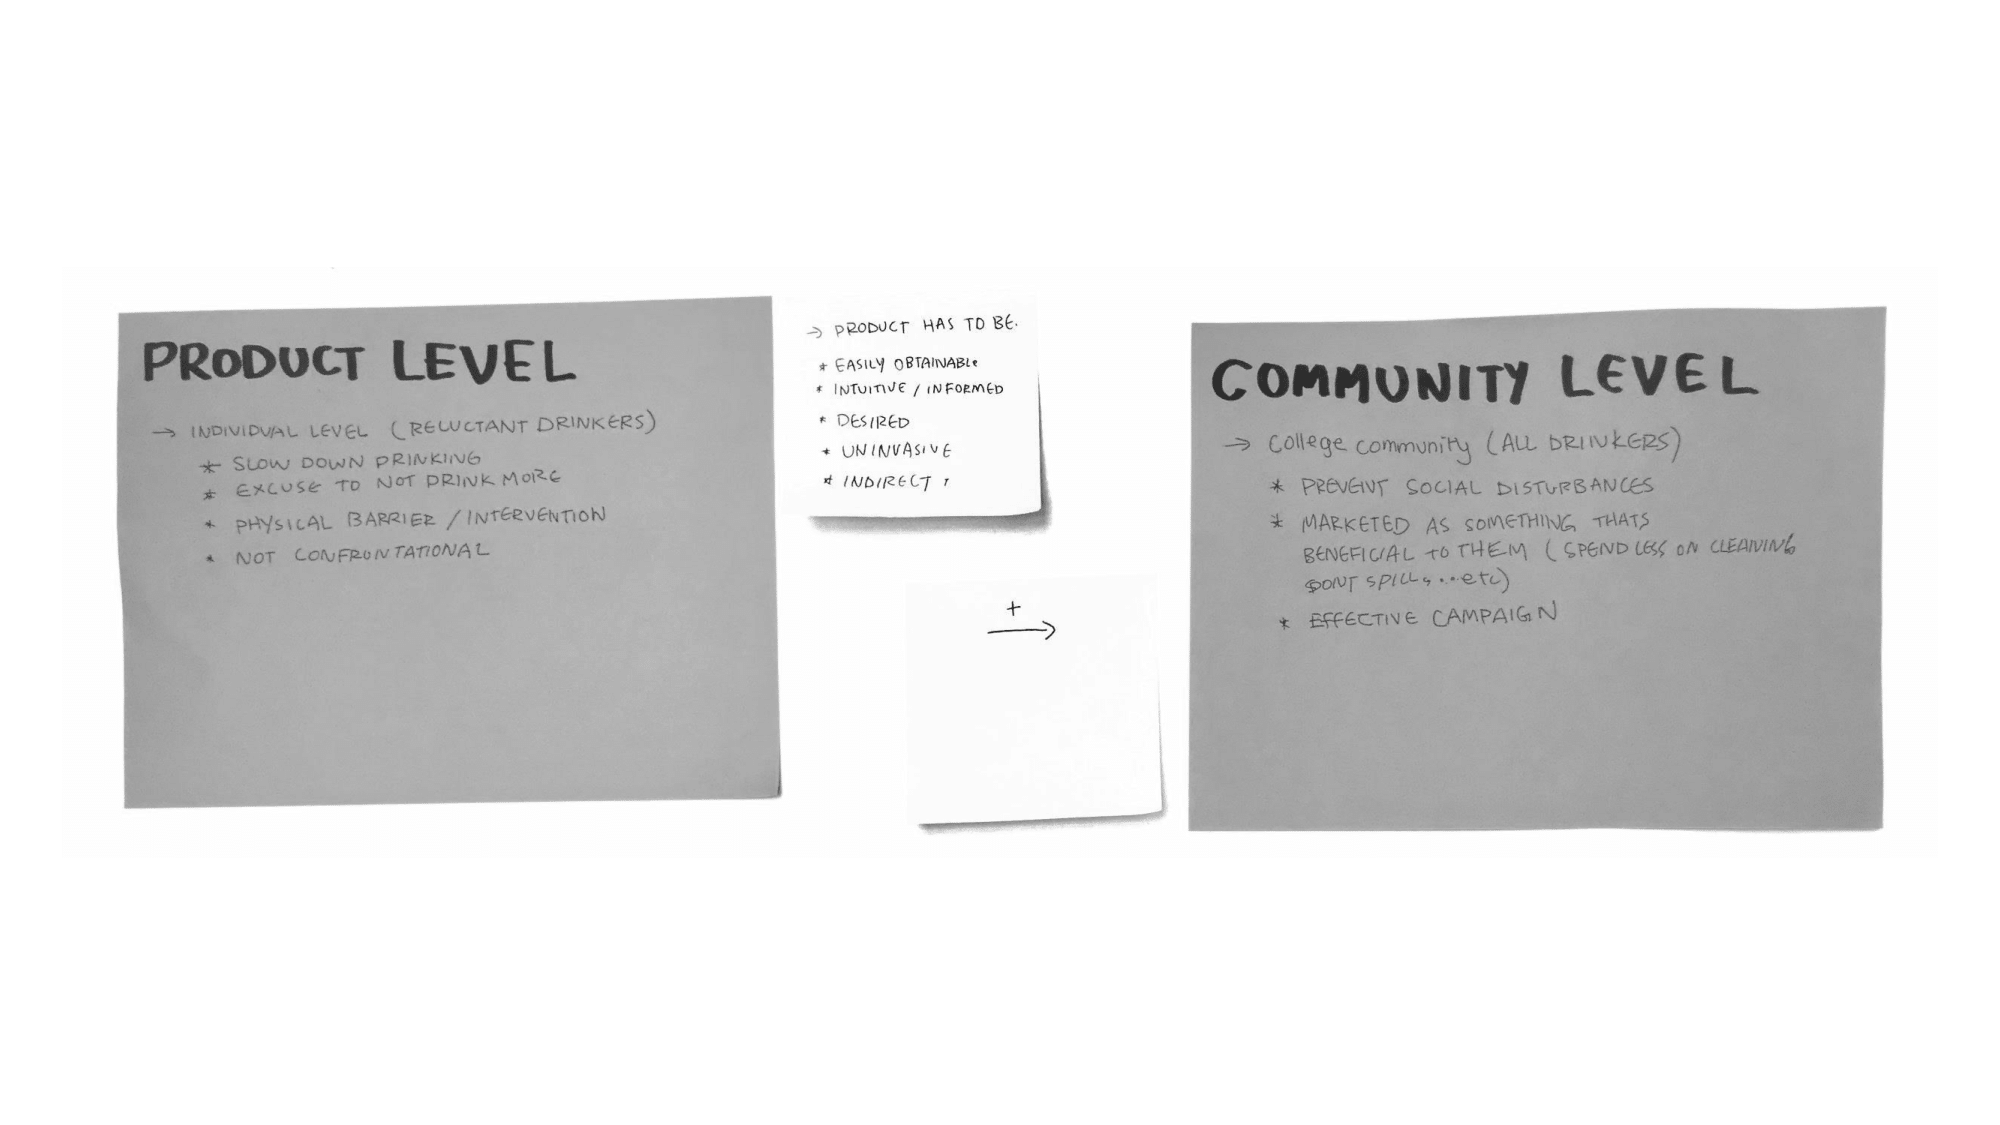 PRODUCT LEVEL
→ INDIVIDUAL LEVEL (RELUCTANT DRINKERS)
* SLOW DOWN DRINKING
* EXCUSE TO NOT DRINK MORE
* PHYSICAL BARRIER / INTERVENTION
* NOT CONFRONTATIONAL
→ PRODUCT HAS TO BE.
* EASILY OBTAINABLE
* INTUITIVE / INFORMED
* DESIRED
* UNINVASIVE
* INDIRECT
+
→
COMMUNITY LEVEL
→ College community (ALL DRINKERS)
* PREVENT SOCIAL DISTURBANCES
* MARKETED AS SOMETHING THATS
BENEFICIAL TO THEM (SPEND LESS ON CLEANING
DONT SPILL, ...etc)
* EFFECTIVE CAMPAIGN